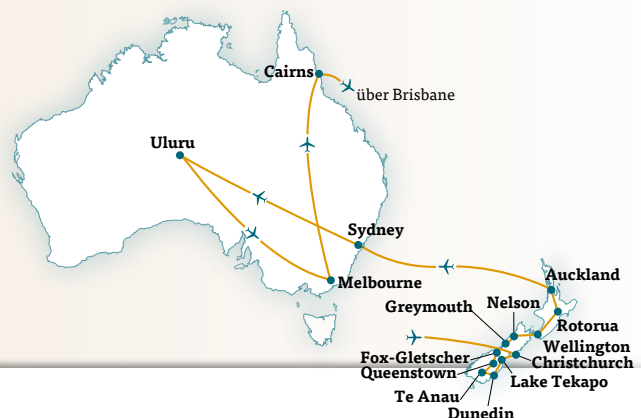 Cairns
über Brisbane
Uluru
Sydney
Melbourne
Auckland
Nelson
Greymouth
Rotorua
Wellington
Fox-Gletscher
Christchurch
Queenstown
Lake Tekapo
Te Anau
Dunedin